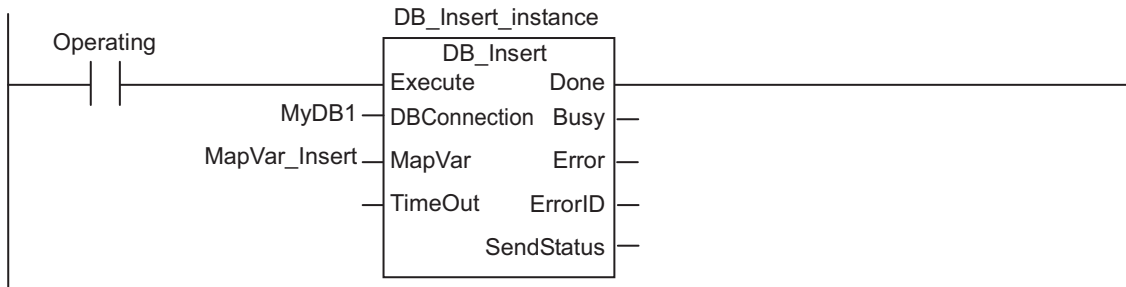 DB_Insert_instance
Operating
DB_Insert
Execute Done
MyDB1 DBConnection Busy
MapVar_Insert MapVar Error
TimeOut ErrorID
SendStatus